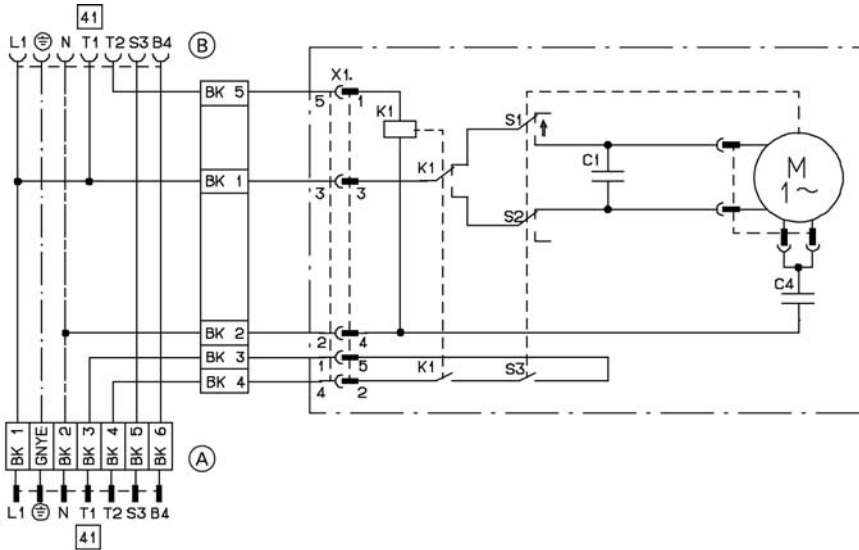 41
L1 N T1 T2 S3 B4 B
X1.
BK 5 5 1
K1
S1
C1
M
1~
K1
BK 1 3 3
S2
C4
BK 2 2 4
BK 3 1 5 K1 S3
BK 4 4 2
BK 1 GNYE BK 2 BK 3 BK 4 BK 5 BK 6 A
L1 N T1 T2 S3 B4
41